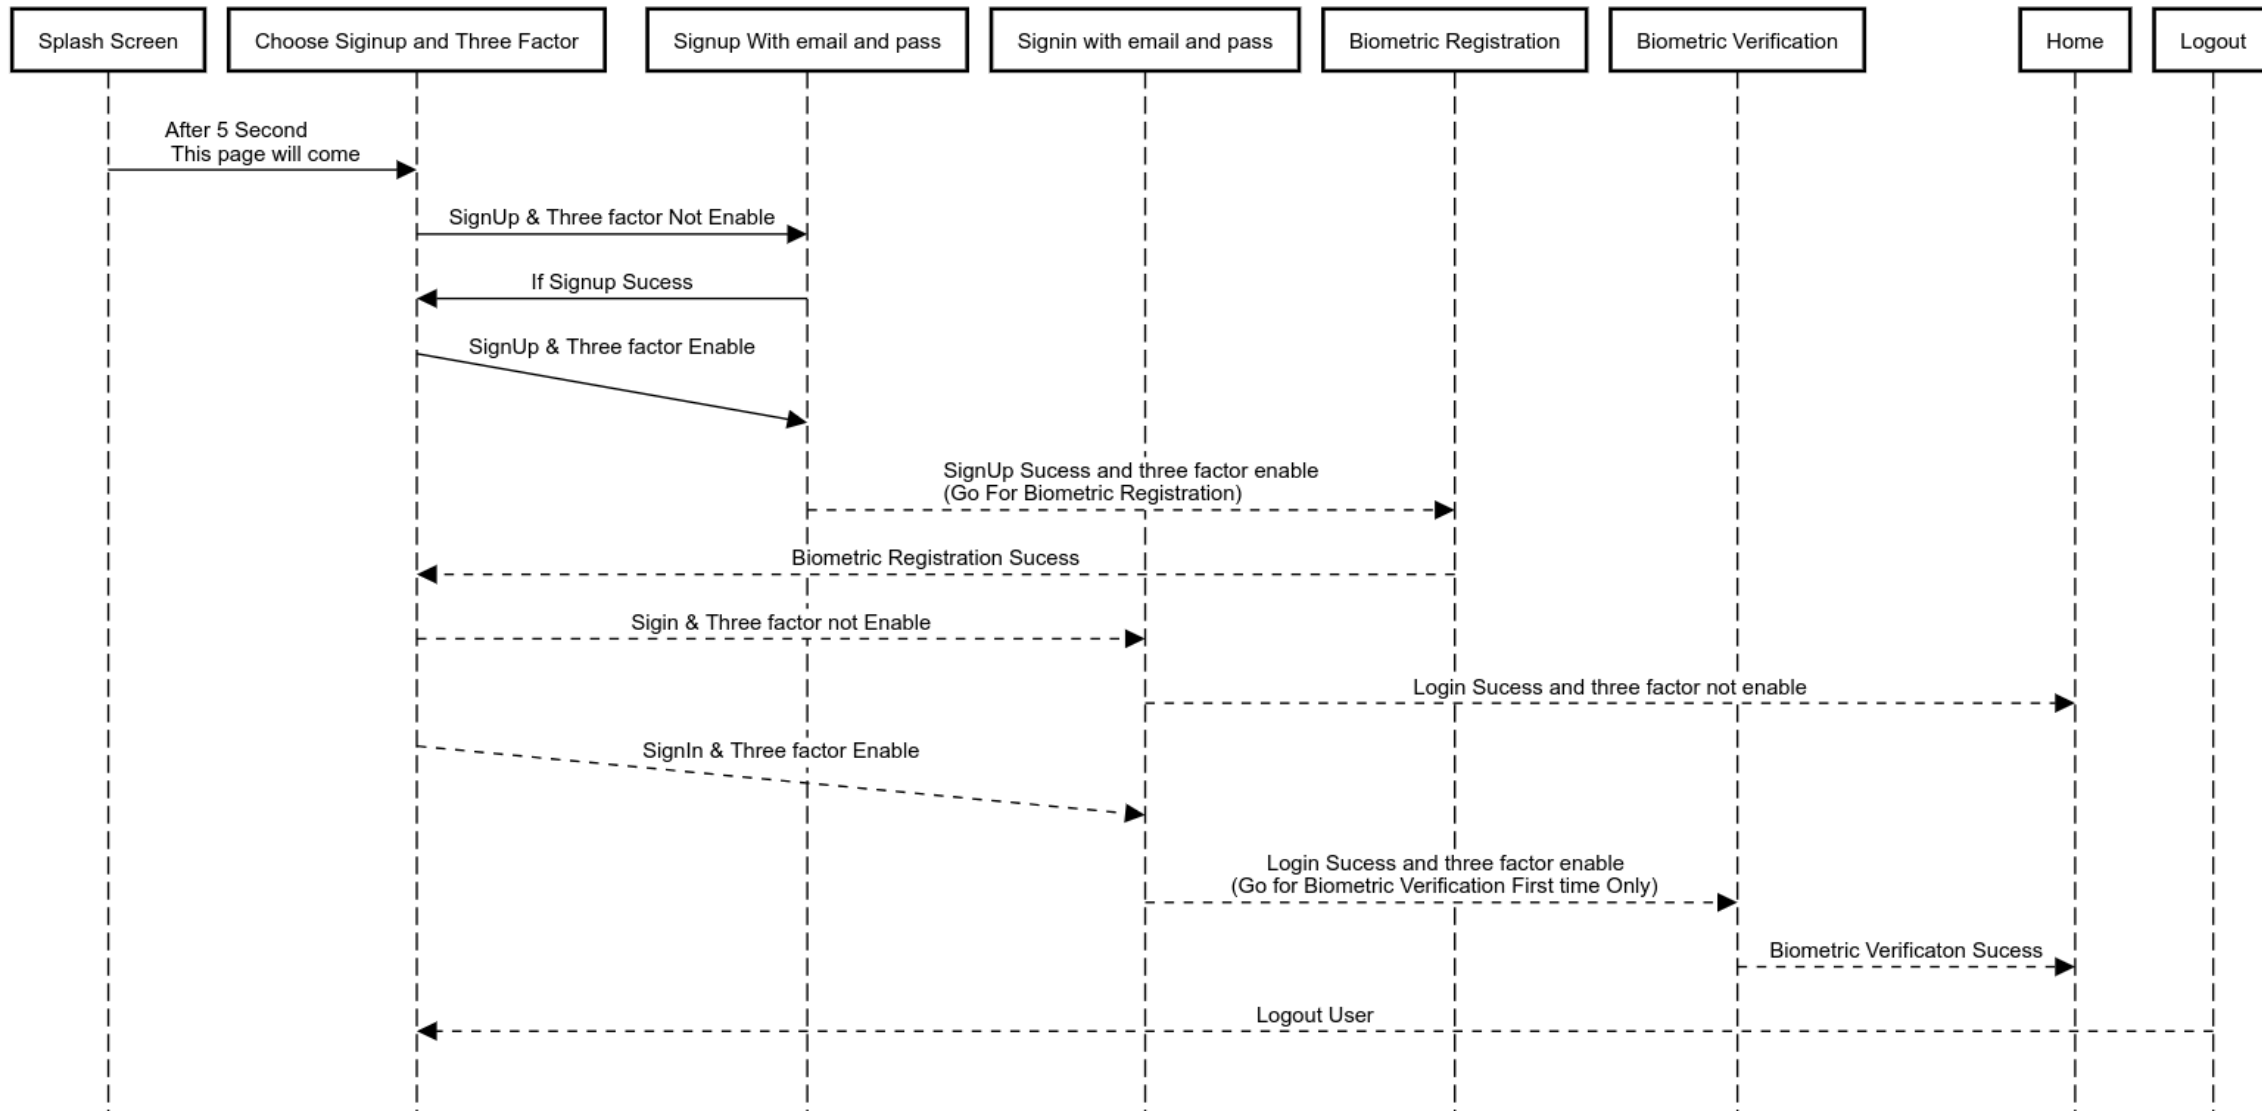 Splash Screen
Choose Siginup and Three Factor
Signup With email and pass
Signin with email and pass
Biometric Registration
Biometric Verification
Home
Logout
After 5 Second
This page will come
SignUp & Three factor Not Enable
If Signup Sucess
SignUp & Three factor Enable
SignUp Sucess and three factor enable
(Go For Biometric Registration)
Biometric Registration Sucess
Sigin & Three factor not Enable
Login Sucess and three factor not enable
SignIn & Three factor Enable
Login Sucess and three factor enable
(Go for Biometric Verification First time Only)
Biometric Verificaton Sucess
Logout User